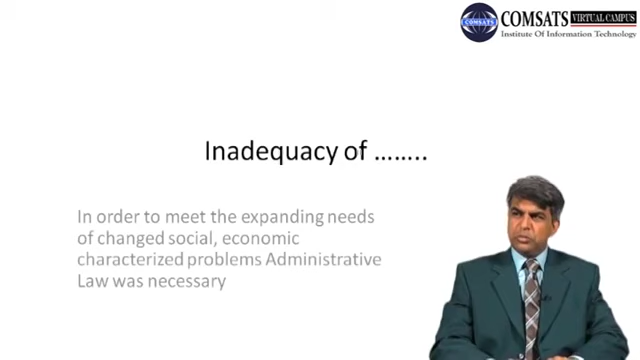 COMSATS VIRTUAL CAMPUS
Institute Of Information Technology
COMSATS
Inadequacy of ……..
In order to meet the expanding needs
of changed social, economic
characterized problems Administrative
Law was necessary